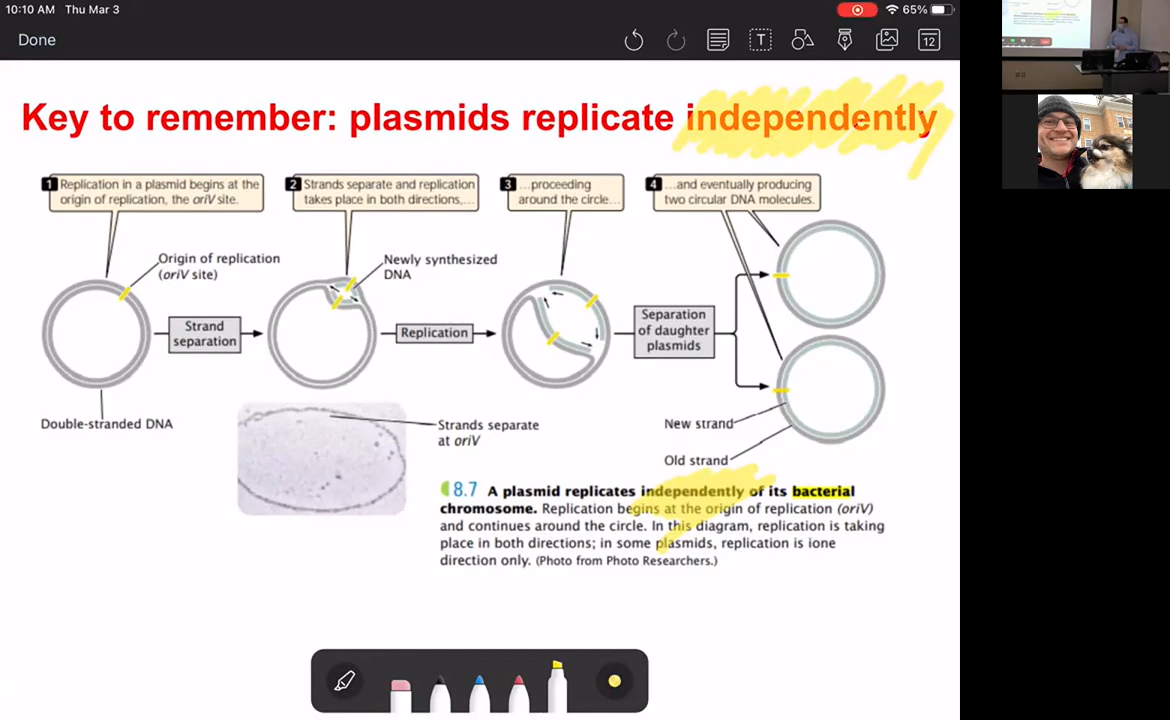 10:10 AM Thu Mar 3
65%
Done
T
12
Key to remember: plasmids replicate independently
1 Replication in a plasmid begins at the
origin of replication, the oriV site.
2 Strands separate and replication
takes place in both directions,...
3 ...proceeding
around the circle...
4 ...and eventually producing
two circular DNA molecules.
Origin of replication
(oriV site)
Newly synthesized
DNA
Strand
separation
Replication
Separation
of daughter
plasmids
Double-stranded DNA
Strands separate
at oriV
New strand
Old strand
8.7 A plasmid replicates independently of its bacterial
chromosome. Replication begins at the origin of replication (oriV)
and continues around the circle. In this diagram, replication is taking
place in both directions; in some plasmids, replication is ione
direction only. (Photo from Photo Researchers.)